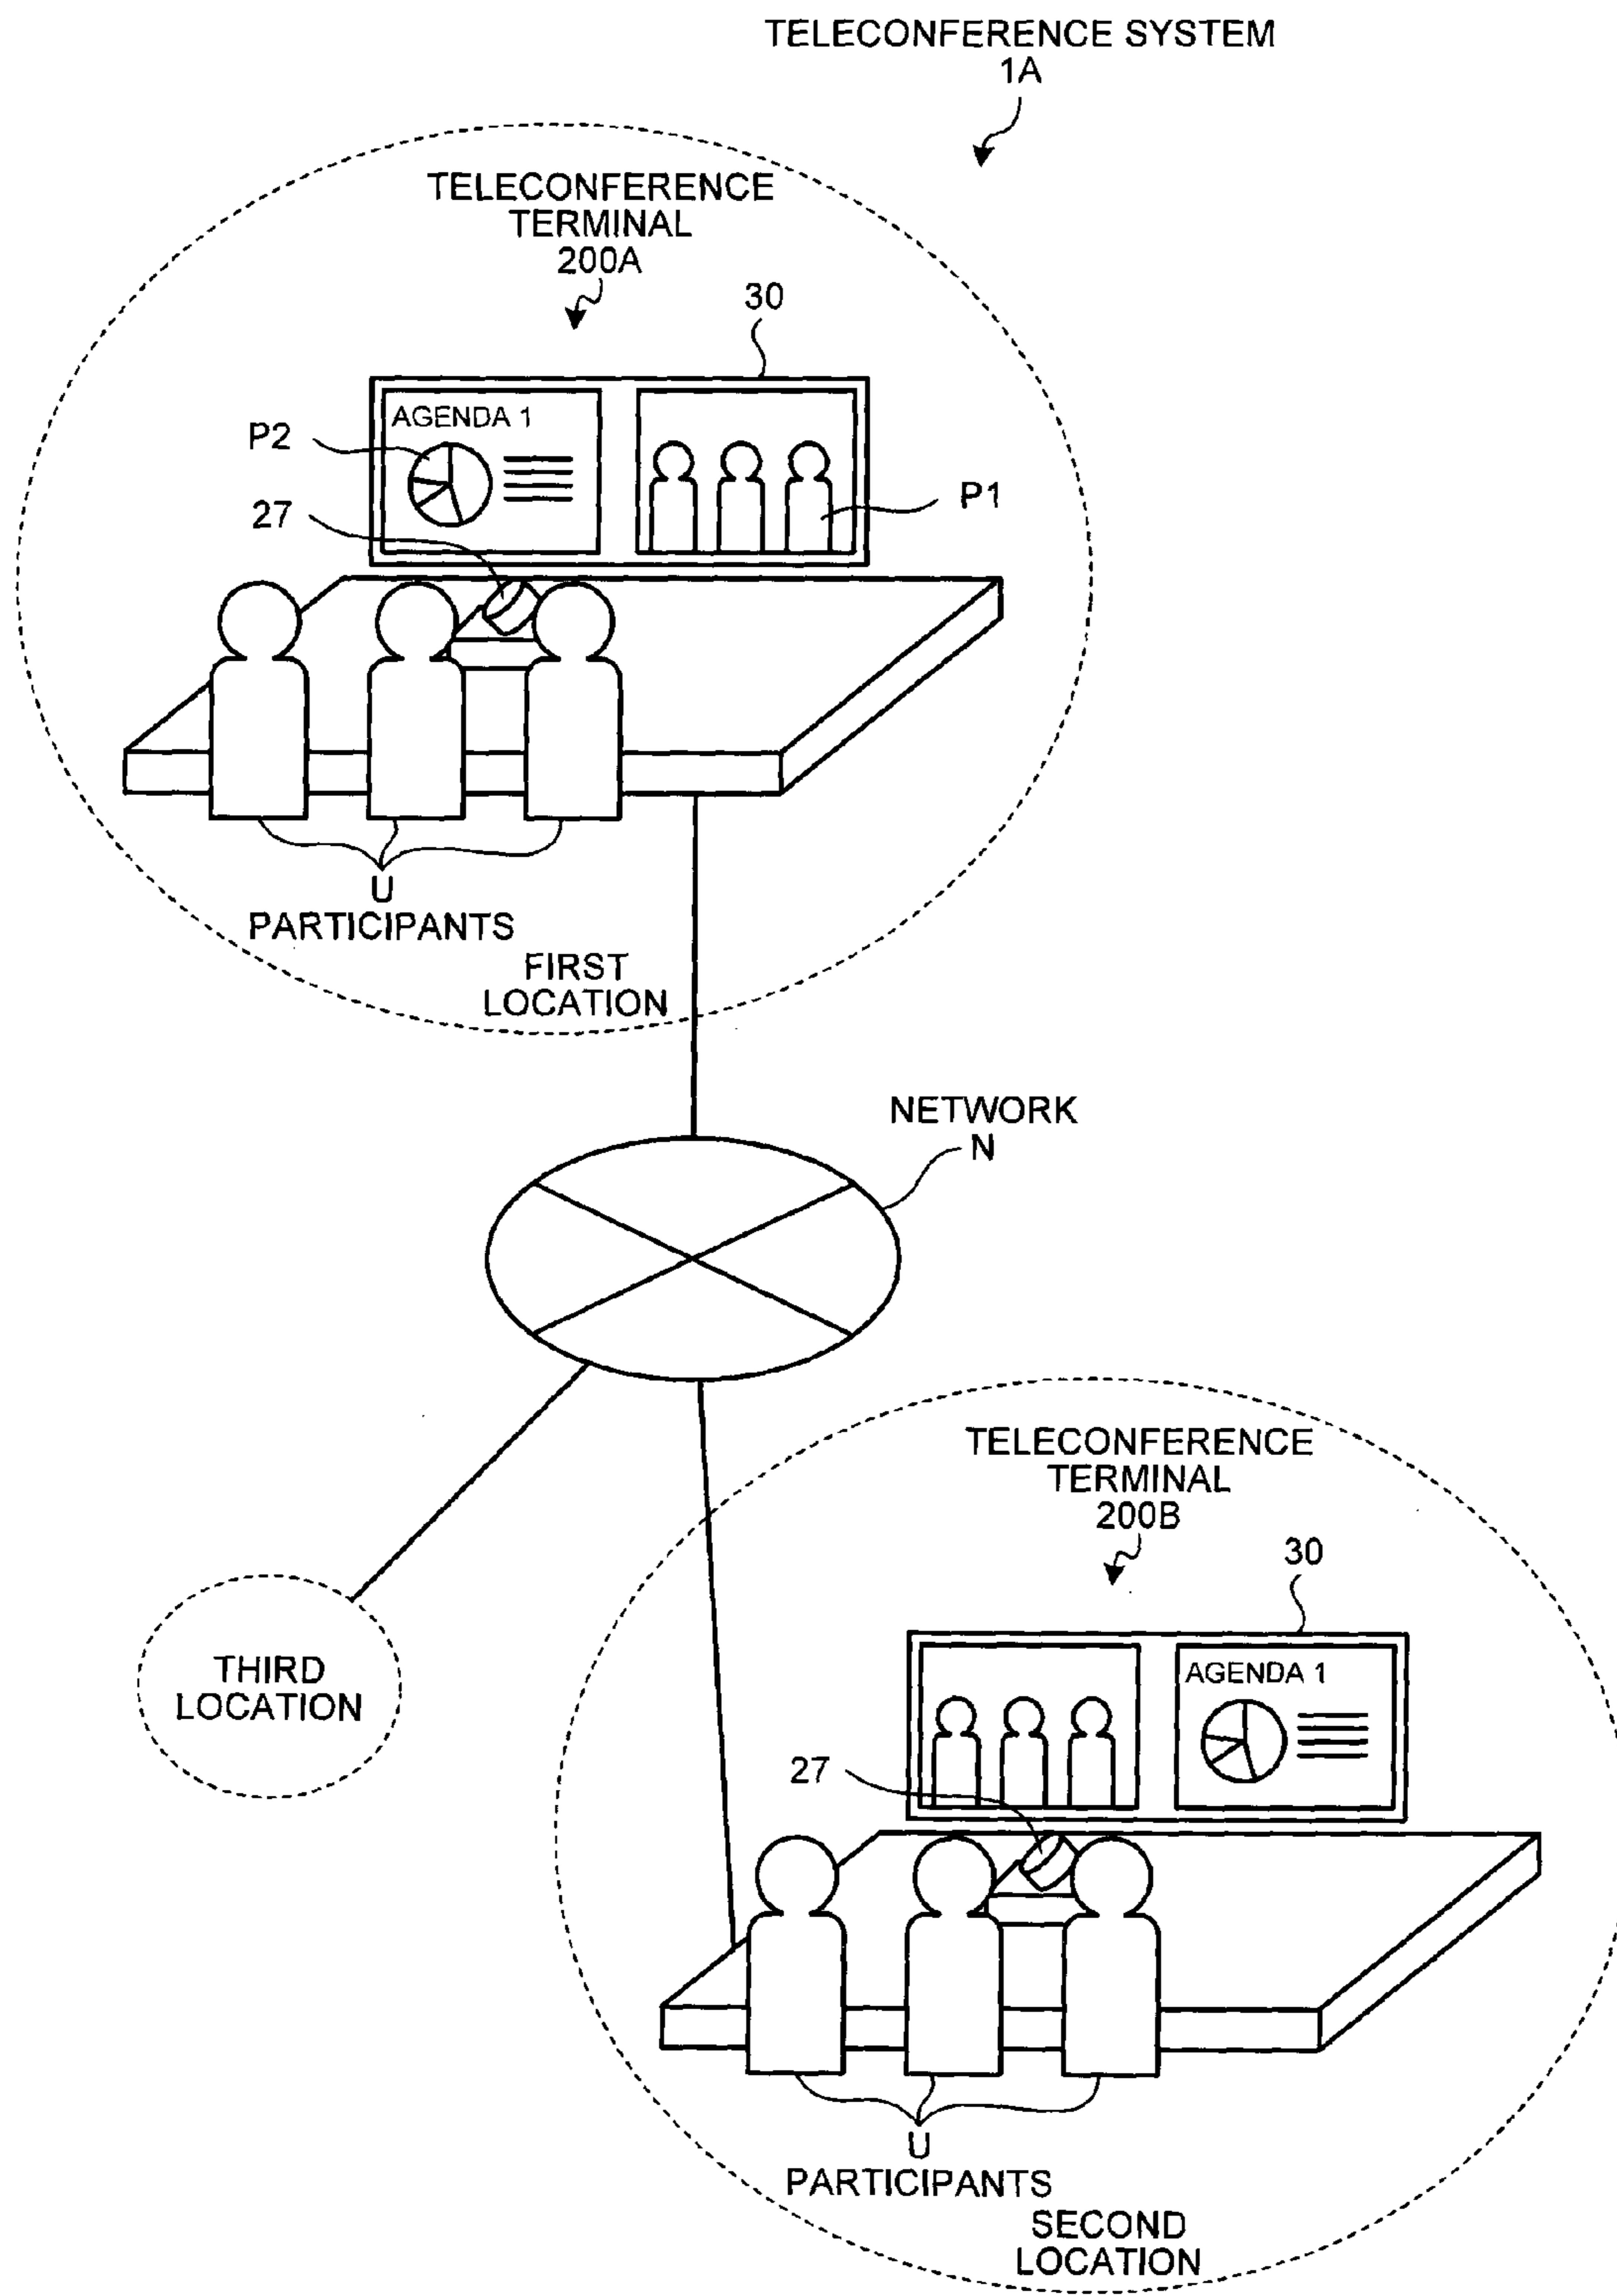 TELECONFERENCE SYSTEM
1A
TELECONFERENCE
TERMINAL
200A
30
AGENDA 1
P2
27
P1
U
PARTICIPANTS
FIRST
LOCATION
NETWORK
N
TELECONFERENCE
TERMINAL
200B
30
THIRD
LOCATION
AGENDA 1
27
U
PARTICIPANTS
SECOND
LOCATION